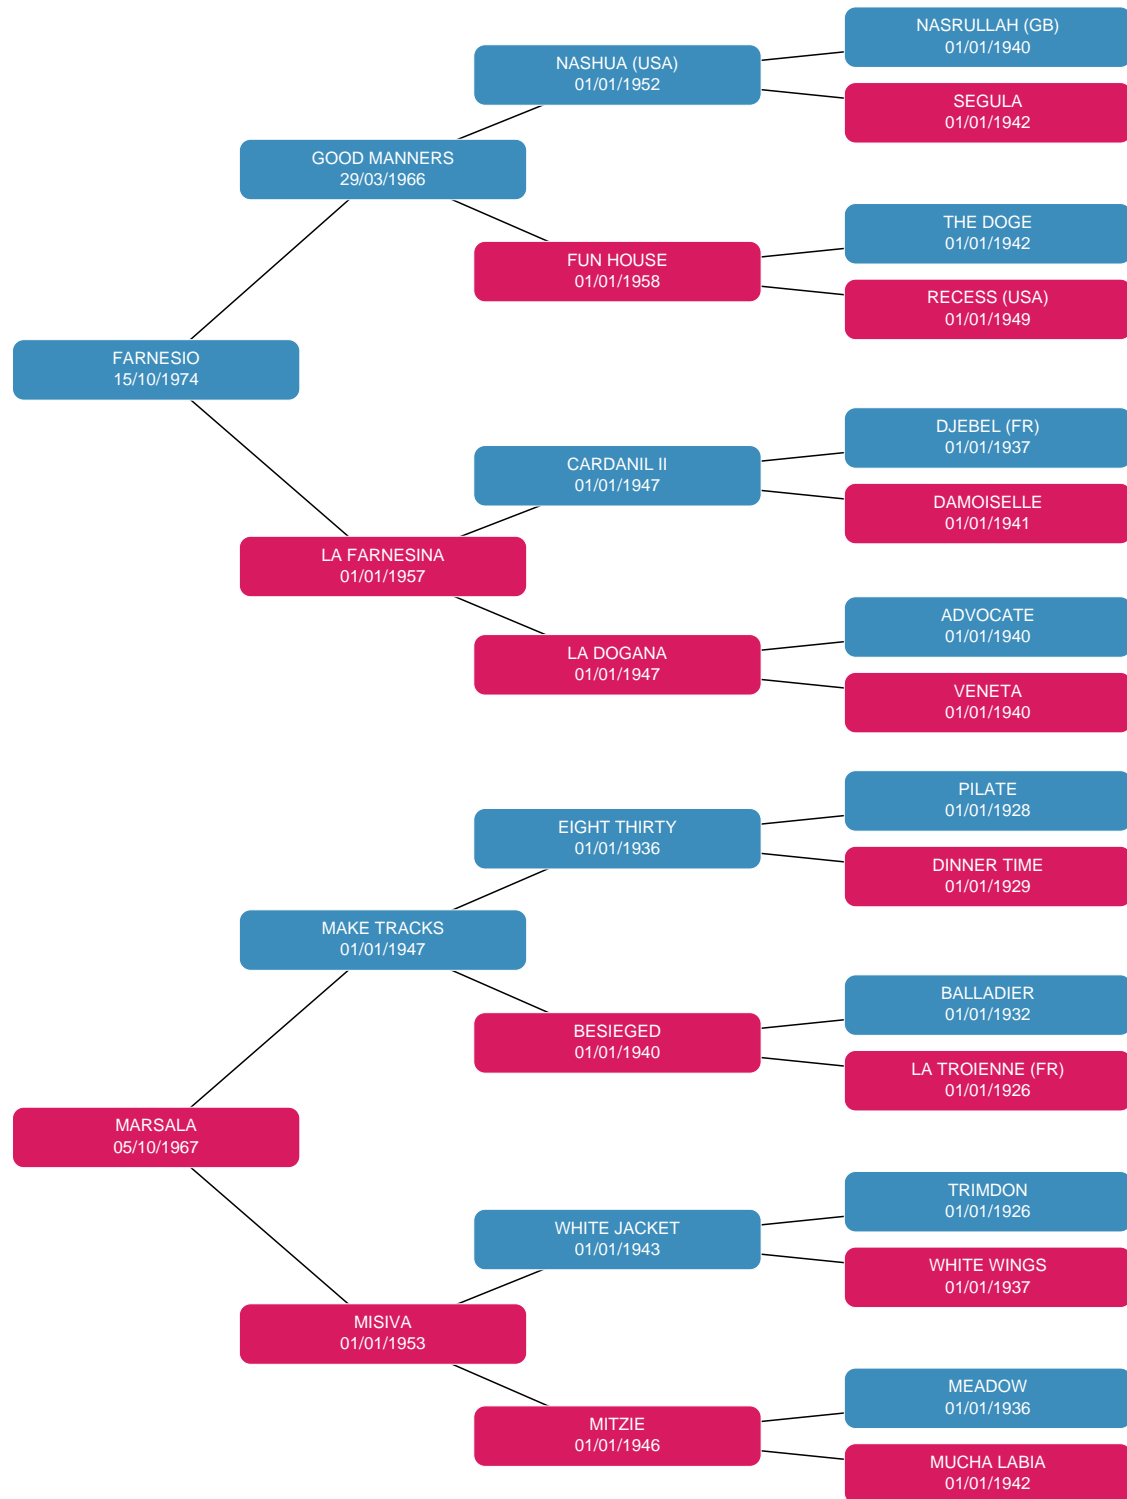 NASRULLAH (GB)
01/01/1940
NASHUA (USA)
01/01/1952
SEGULA
01/01/1942
GOOD MANNERS
29/03/1966
THE DOGE
01/01/1942
FUN HOUSE
01/01/1958
RECESS (USA)
01/01/1949
FARNESIO
15/10/1974
DJEBEL (FR)
01/01/1937
CARDANIL II
01/01/1947
DAMOISELLE
01/01/1941
LA FARNESINA
01/01/1957
ADVOCATE
01/01/1940
LA DOGANA
01/01/1947
VENETA
01/01/1940
PILATE
01/01/1928
EIGHT THIRTY
01/01/1936
DINNER TIME
01/01/1929
MAKE TRACKS
01/01/1947
BALLADIER
01/01/1932
BESIEGED
01/01/1940
LA TROIENNE (FR)
01/01/1926
MARSALA
05/10/1967
TRIMDON
01/01/1926
WHITE JACKET
01/01/1943
WHITE WINGS
01/01/1937
MISIVA
01/01/1953
MEADOW
01/01/1936
MITZIE
01/01/1946
MUCHA LABIA
01/01/1942